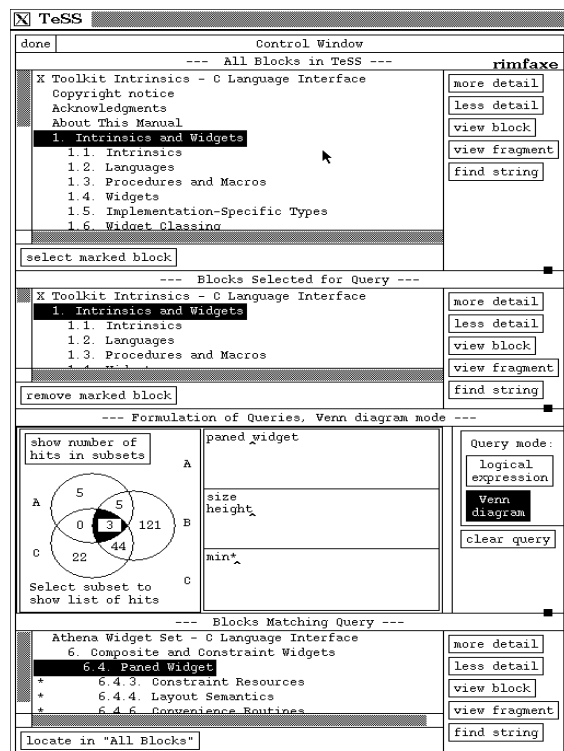 X TeSS
done Control Window
--- All Blocks in TeSS --- rimfaxe
X Toolkit Intrinsics - C Language Interface
Copyright notice
Acknowledgments
About This Manual
1. Intrinsics and Widgets
1.1. Intrinsics
1.2. Languages
1.3. Procedures and Macros
1.4. Widgets
1.5. Implementation-Specific Types
1.6. Widget Classing
more detail
less detail
view block
view fragment
find string
select marked block
--- Blocks Selected for Query ---
X Toolkit Intrinsics - C Language Interface
1. Intrinsics and Widgets
1.1. Intrinsics
1.2. Languages
1.3. Procedures and Macros
more detail
less detail
view block
view fragment
find string
remove marked block
--- Formulation of Queries, Venn diagram mode ---
show number of
hits in subsets
A
5
A 5
0 3 121 B
44
C 22
Select subset to
show list of hits
A
paned widget
B
size
height
C
min*
Query mode:
logical
expression
Venn
diagram
clear query
--- Blocks Matching Query ---
Athena Widget Set - C Language Interface
6. Composite and Constraint Widgets
6.4. Paned Widget
* 6.4.3. Constraint Resources
* 6.4.4. Layout Semantics
* 6.4.6. Convenience Routines
more detail
less detail
view block
view fragment
find string
locate in "All Blocks"